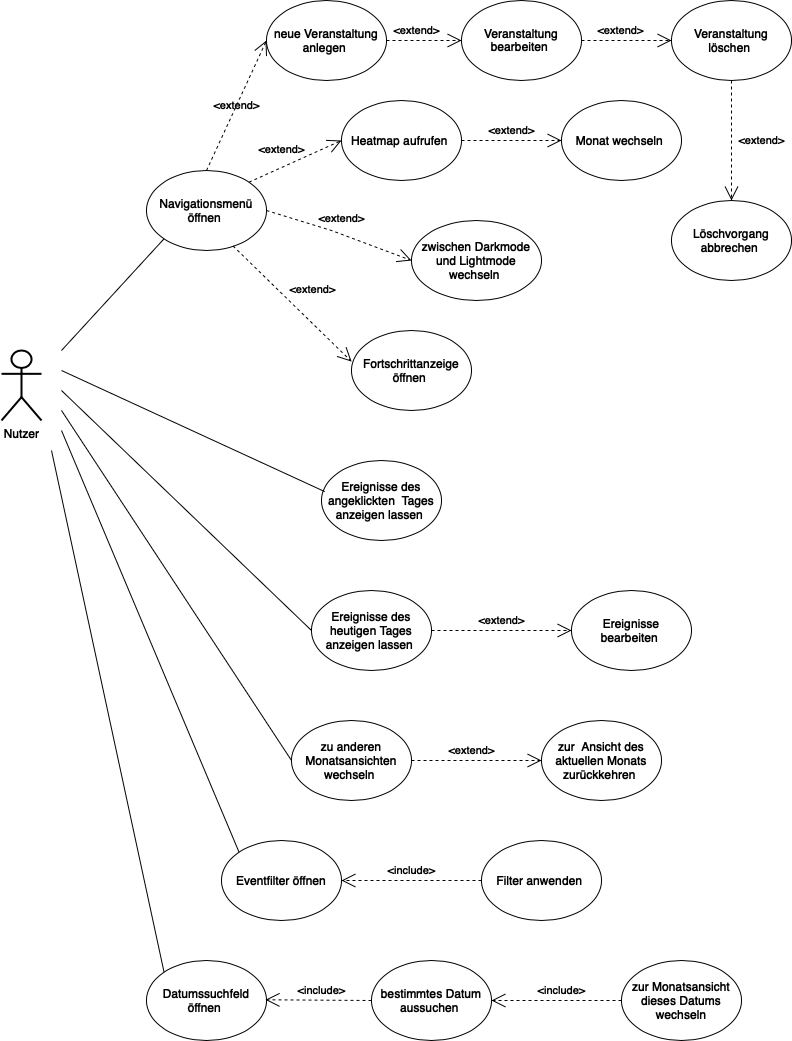 neue Veranstaltung
anlegen
<extend>
Veranstaltung
bearbeiten
<extend>
Veranstaltung
löschen
<extend>
<extend>
Heatmap aufrufen
<extend>
Monat wechseln
<extend>
Navigationsmenü
öffnen
<extend>
zwischen Darkmode
und Lightmode
wechseln
Löschvorgang
abbrechen
<extend>
Fortschrittanzeige
öffnen
Nutzer
Ereignisse des
angeklickten  Tages
anzeigen lassen
Ereignisse des
heutigen Tages
anzeigen lassen
<extend>
Ereignisse
bearbeiten
zu anderen
Monatsansichten
wechseln
<extend>
zur  Ansicht des
aktuellen Monats
zurückkehren
Eventfilter öffnen
<include>
Filter anwenden
Datumssuchfeld
öffnen
<include>
bestimmtes Datum
aussuchen
<include>
zur Monatsansicht
dieses Datums
wechseln